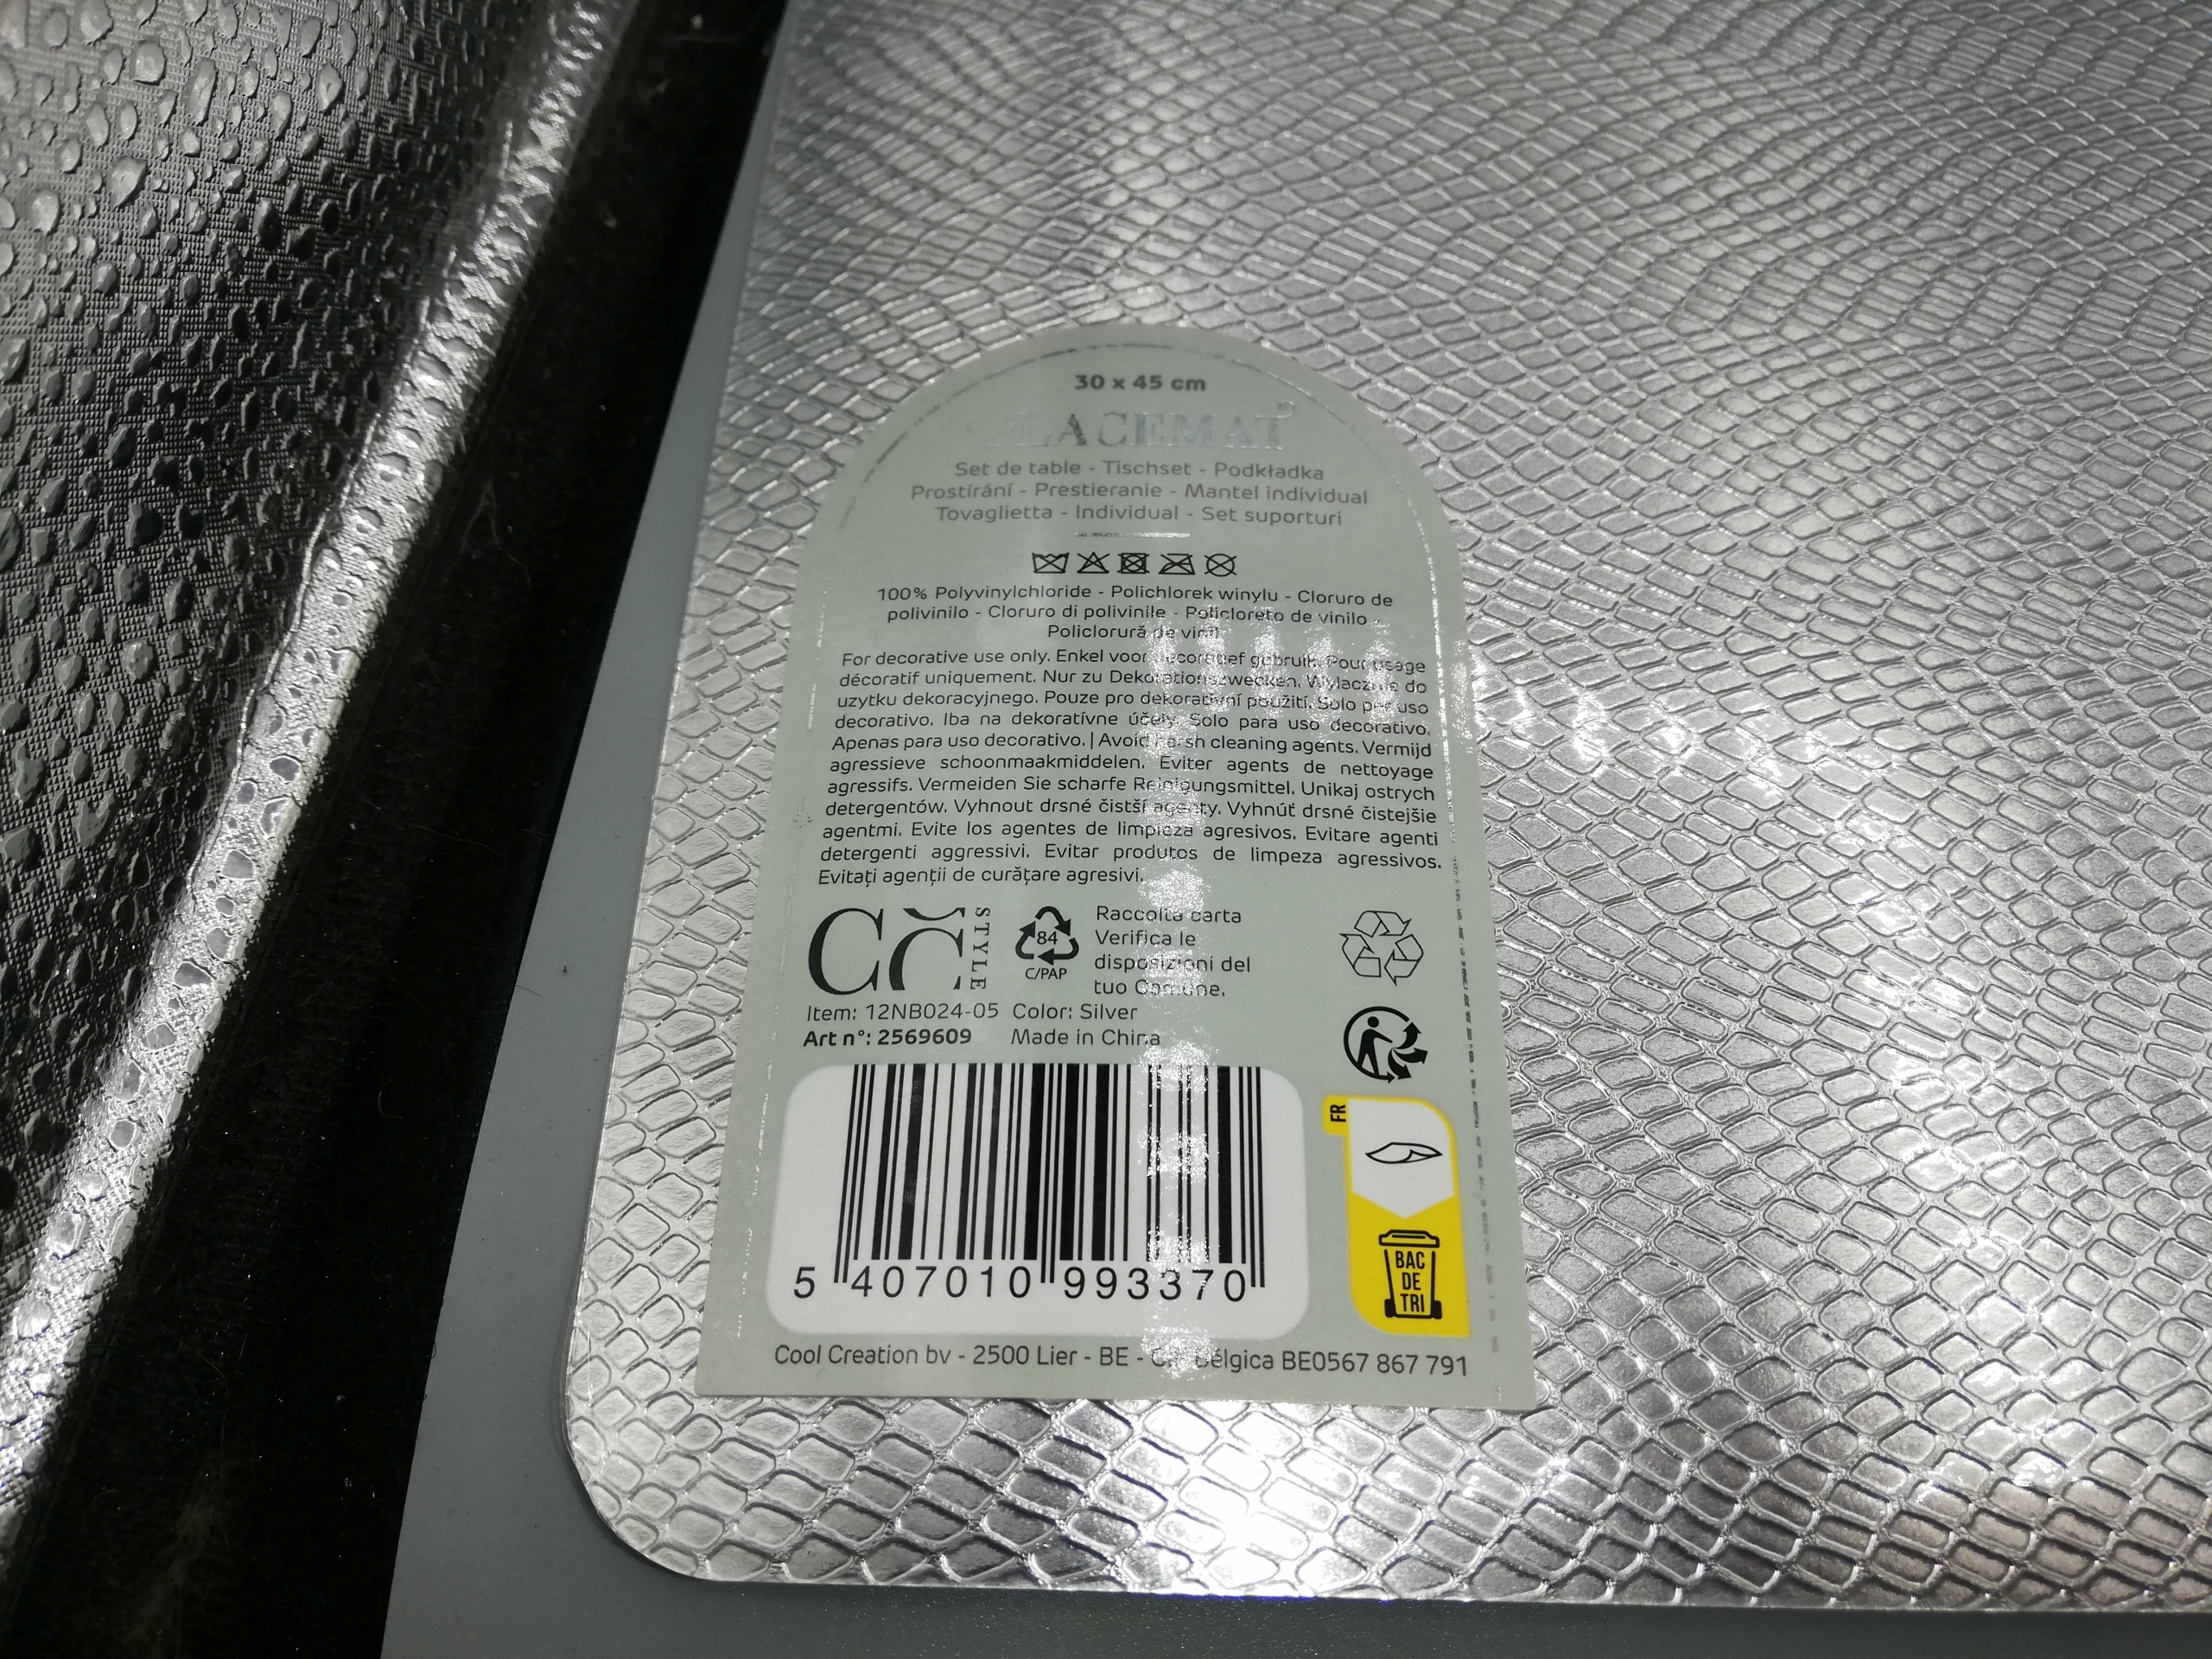 30 x 45 cm
PLACEMAT
Set de table - Tischset - Podkładka
Prostírání - Prestieranie - Mantel individual
Tovaglietta - Individual - Set suporturi
100% Polyvinylchloride - Polichlorek winylu - Cloruro de
polivinilo - Cloruro di polivinile - Policloreto de vinilo -
Policlorură de vinil
For decorative use only. Enkel voor decoratief gebruik. Pour usage
décoratif uniquement. Nur zu Dekorationszwecken. Wylacznie do
uzytku dekoracyjnego. Pouze pro dekorativní použití. Solo per uso
decorativo. Iba na dekoratívne účely. Solo para uso decorativo.
Apenas para uso decorativo. | Avoid harsh cleaning agents. Vermijd
agressieve schoonmaakmiddelen. Eviter agents de nettoyage
agressifs. Vermeiden Sie scharfe Reinigungsmittel. Unikaj ostrych
detergentów. Vyhnout drsné čistší agenty. Vyhnúť drsné čistejšie
agentmi. Evite los agentes de limpieza agresivos. Evitare agenti
detergenti aggressivi. Evitar produtos de limpeza agressivos.
Evitați agenții de curățare agresivi.
CC STYLE
84
C/PAP
Raccolta carta
Verifica le
disposizioni del
tuo Comune.
Item: 12NB024-05 Color: Silver
Art n°: 2569609 Made in China
FR
BAC
DE
TRI
5 407010 993370
Cool Creation bv - 2500 Lier - BE - Bélgica BE0567 867 791